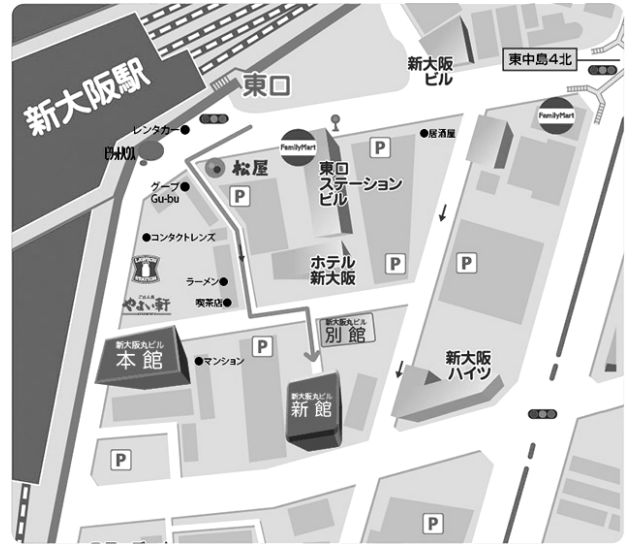 新大阪駅
東口
新大阪
ビル
東中島4北
レンタカー
FamilyMart
居酒屋
FamilyMart
松屋
東口
ステーション
ビル
P
P
グーブ
Gu-bu
コンタクトレンズ
ホテル
新大阪
P
P
LAWSON
STATION
ラーメン
喫茶店
やよい軒
新大阪丸ビル
別館
新大阪丸ビル
本館
マンション
P
新大阪
ハイツ
新大阪丸ビル
新館
P
P